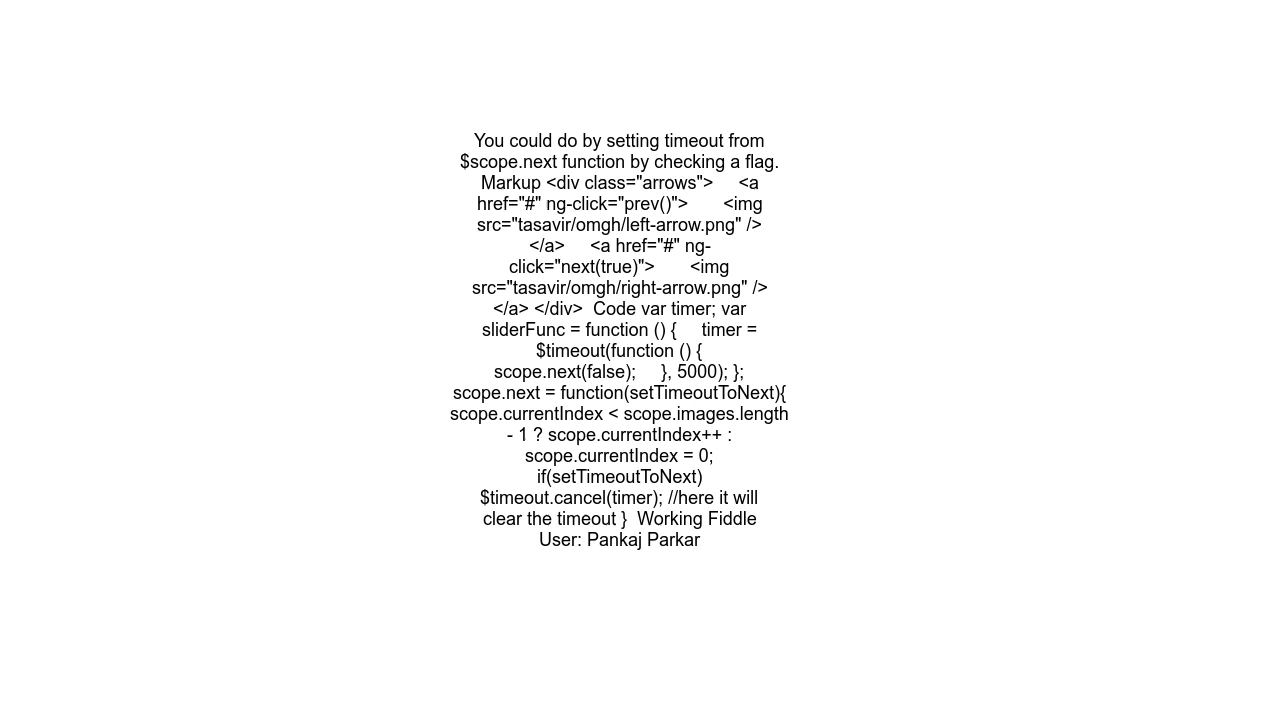 You could do by setting timeout from
$scope.next function by checking a flag.
Markup <div class="arrows">     <a
href="#" ng-click="prev()">       <img
src="tasavir/omgh/left-arrow.png" />
</a>     <a href="#" ng-
click="next(true)">       <img
src="tasavir/omgh/right-arrow.png" />
</a> </div>  Code var timer; var
sliderFunc = function () {     timer =
$timeout(function () {
scope.next(false);     }, 5000); };
scope.next = function(setTimeoutToNext){
scope.currentIndex < scope.images.length
- 1 ? scope.currentIndex++ :
scope.currentIndex = 0;
if(setTimeoutToNext)
$timeout.cancel(timer); //here it will
clear the timeout }  Working Fiddle
User: Pankaj Parkar